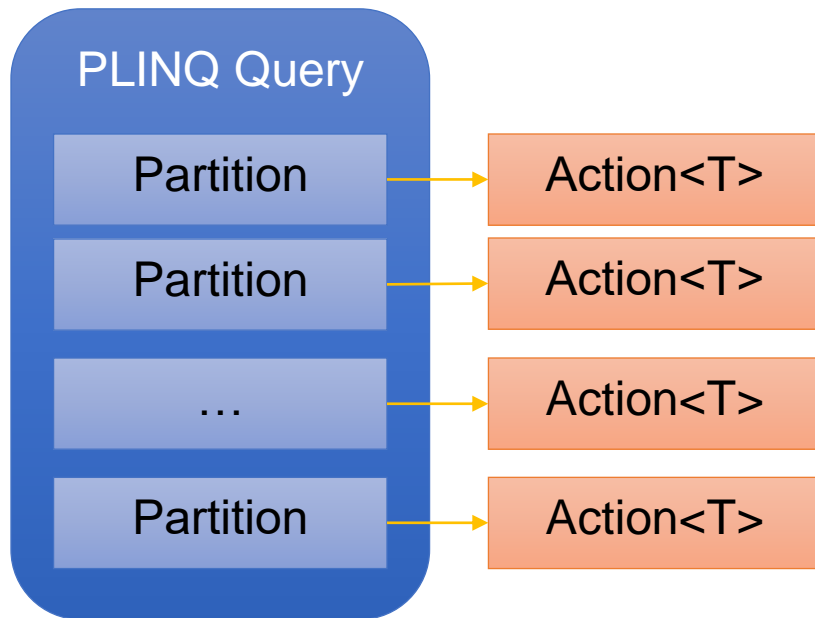 PLINQ Query
Partition
Action<T>
Partition
Action<T>
…
Action<T>
Partition
Action<T>